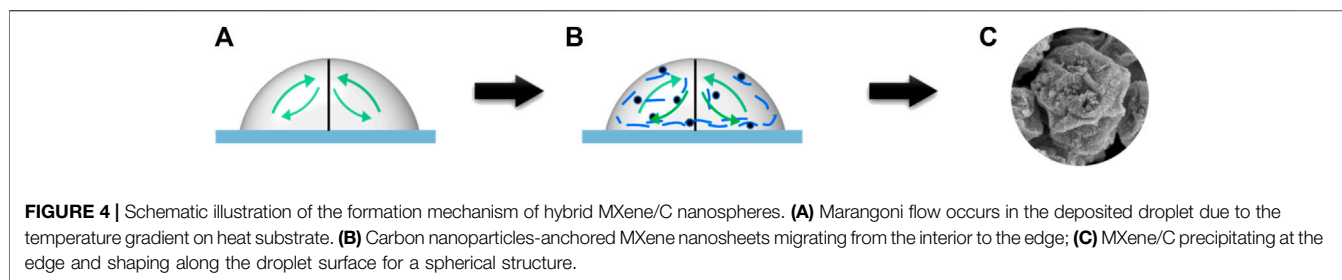 A B C
FIGURE 4 | Schematic illustration of the formation mechanism of hybrid MXene/C nanospheres. (A) Marangoni flow occurs in the deposited droplet due to the
temperature gradient on heat substrate. (B) Carbon nanoparticles-anchored MXene nanosheets migrating from the interior to the edge; (C) MXene/C precipitating at the
edge and shaping along the droplet surface for a spherical structure.